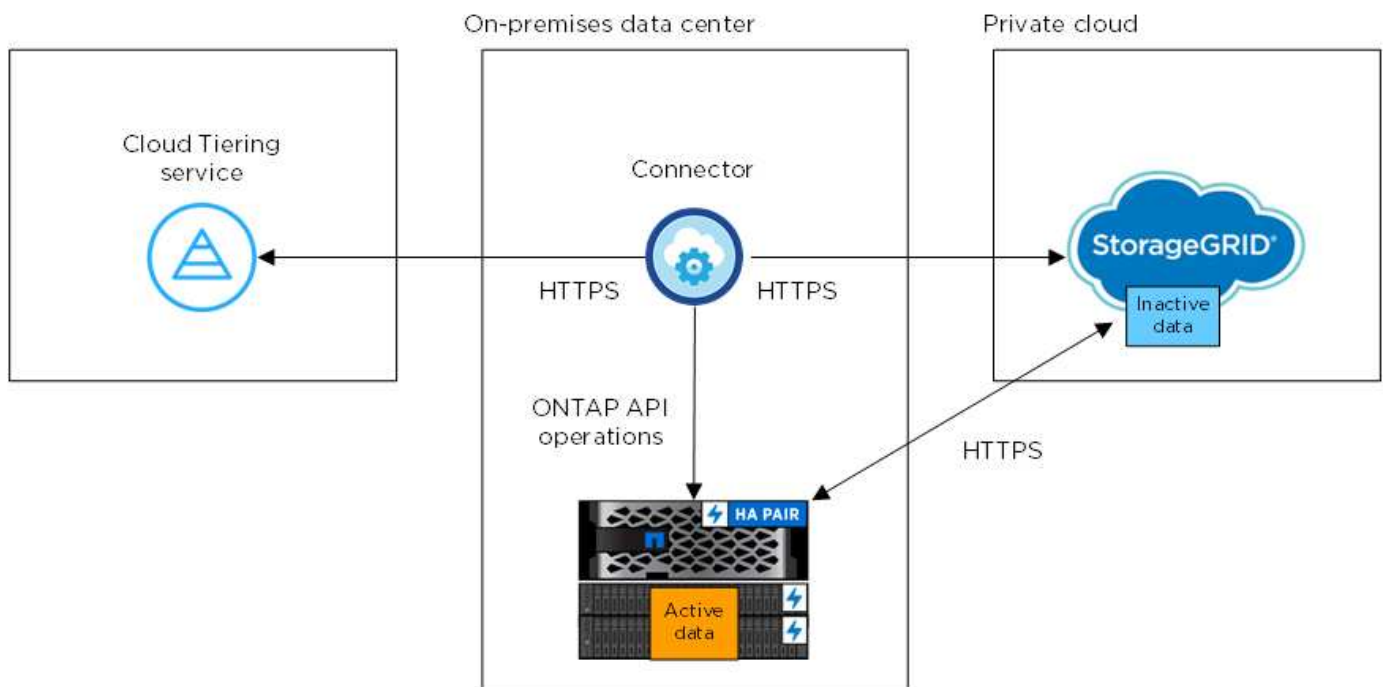 On-premises data center
Private cloud
Cloud Tiering
service
Connector
StorageGRID®
Inactive
data
HTTPS
HTTPS
ONTAP API
operations
HTTPS
HA PAIR
Active
data